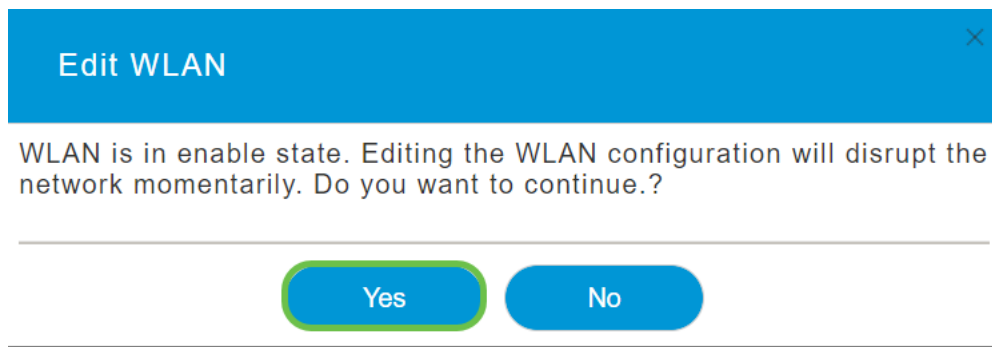 Edit WLAN
WLAN is in enable state. Editing the WLAN configuration will disrupt the
network momentarily. Do you want to continue.?
Yes
No